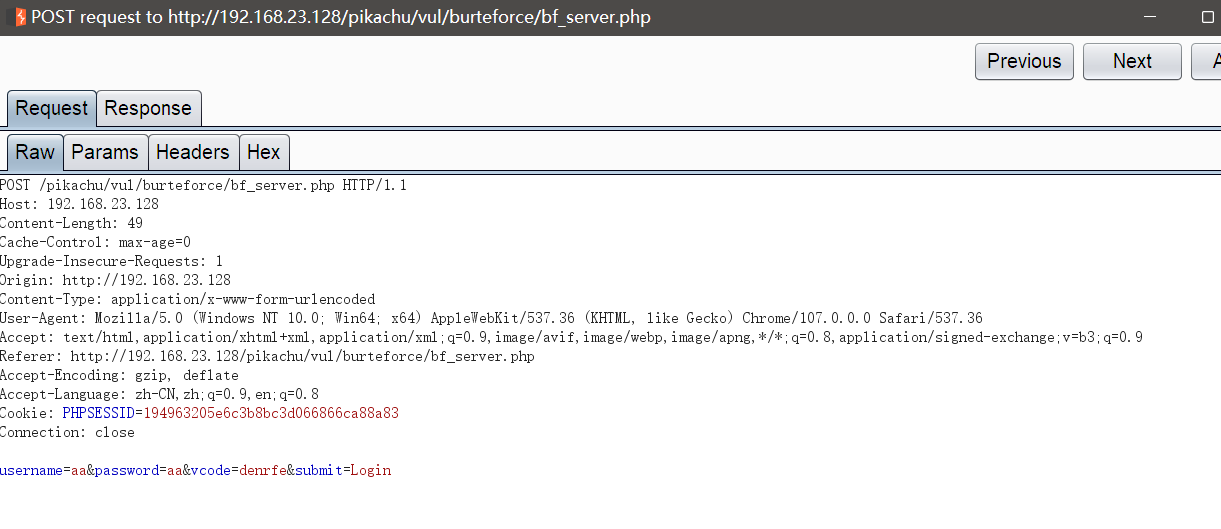 POST request to http://192.168.23.128/pikachu/vul/burteforce/bf_server.php
Previous Next A
Request Response
Raw Params Headers Hex
POST /pikachu/vul/burteforce/bf_server.php HTTP/1.1
Host: 192.168.23.128
Content-Length: 49
Cache-Control: max-age=0
Upgrade-Insecure-Requests: 1
Origin: http://192.168.23.128
Content-Type: application/x-www-form-urlencoded
User-Agent: Mozilla/5.0 (Windows NT 10.0; Win64; x64) AppleWebKit/537.36 (KHTML, like Gecko) Chrome/107.0.0.0 Safari/537.36
Accept: text/html,application/xhtml+xml,application/xml;q=0.9,image/avif,image/webp,image/apng,*/*;q=0.8,application/signed-exchange;v=b3;q=0.9
Referer: http://192.168.23.128/pikachu/vul/burteforce/bf_server.php
Accept-Encoding: gzip, deflate
Accept-Language: zh-CN,zh;q=0.9,en;q=0.8
Cookie: PHPSESSID=194963205e6c3b8bc3d066866ca88a83
Connection: close
username=aa&password=aa&vcode=denrfe&submit=Login